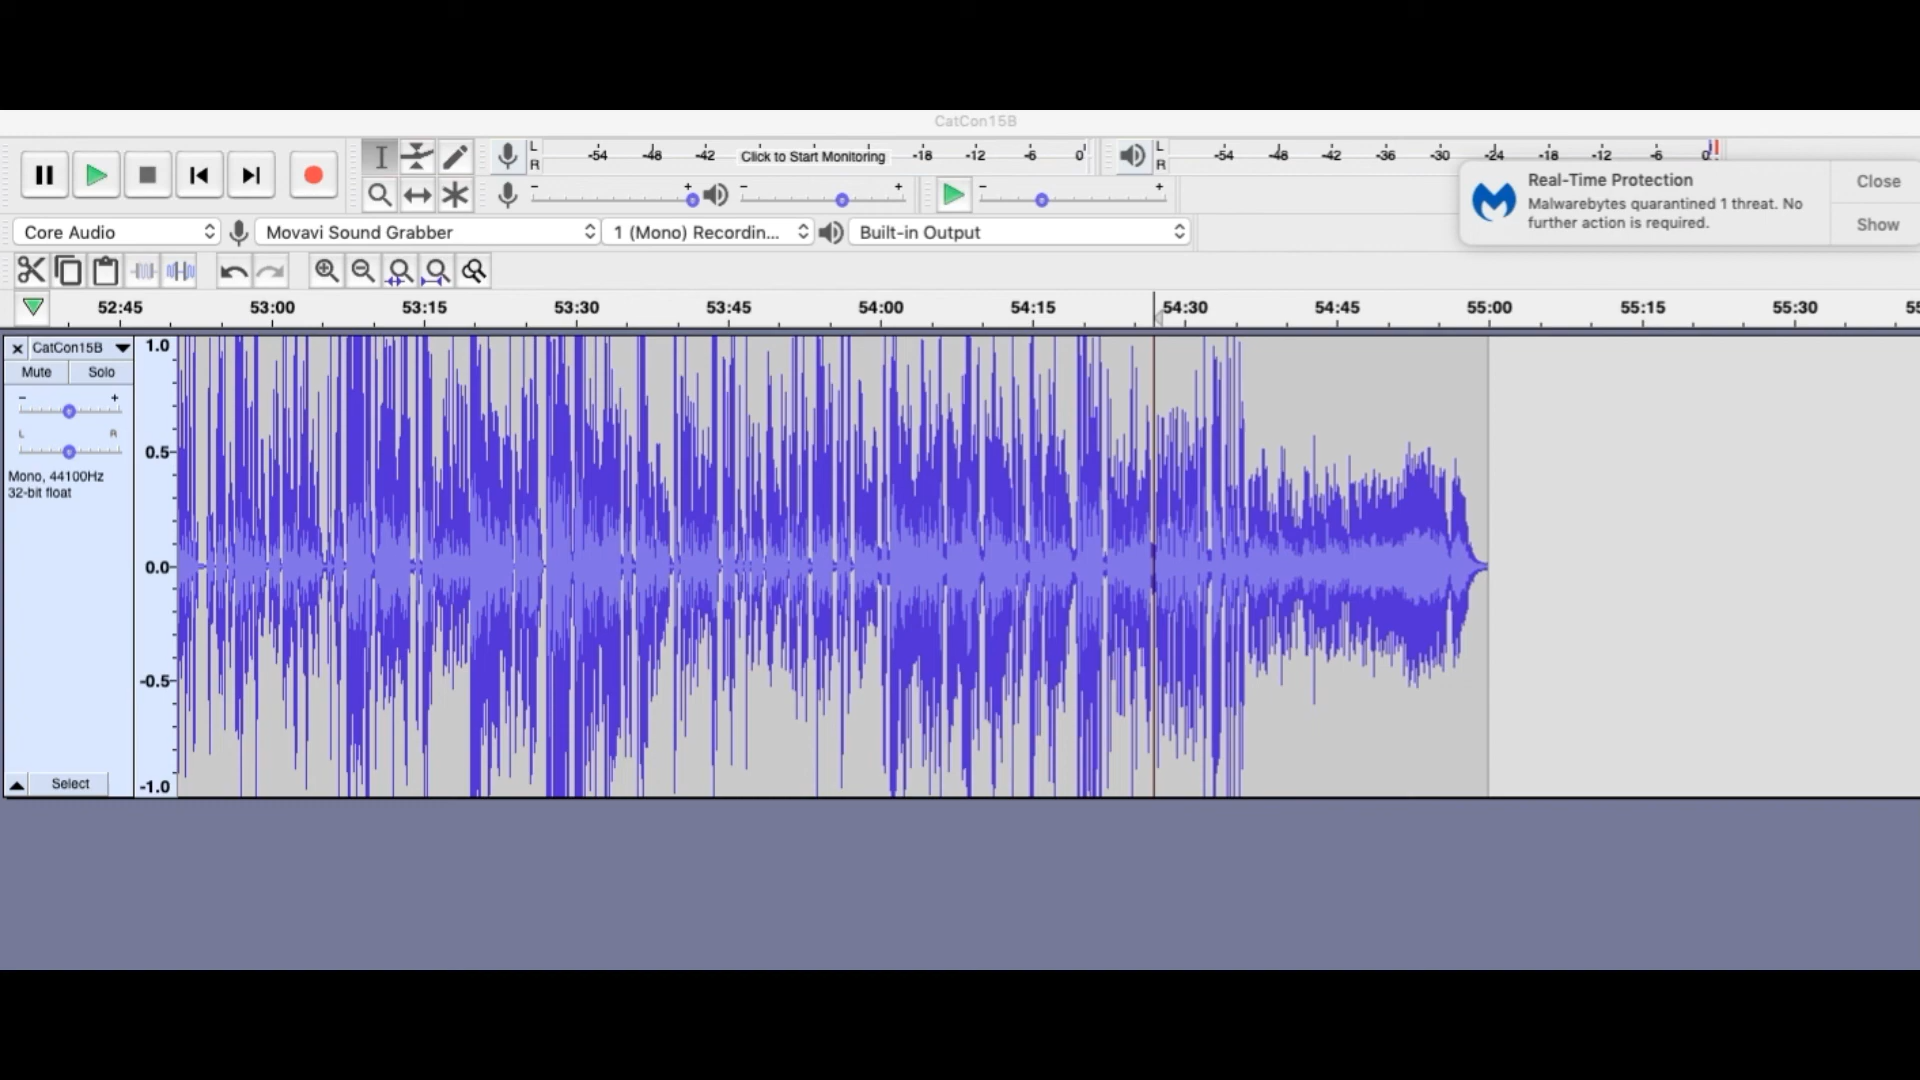 CatCon15B
L
R
-54 -48 -42 Click to Start Monitoring -18 -12 -6 0
L
R
-54 -48 -42 -36 -30 -24 -18 -12 -6 0
- + - + - +
Real-Time Protection
Malwarebytes quarantined 1 threat. No
further action is required.
Close
Show
Core Audio Movavi Sound Grabber 1 (Mono) Recordin... Built-in Output
52:45 53:00 53:15 53:30 53:45 54:00 54:15 54:30 54:45 55:00 55:15 55:30
CatCon15B
Mute Solo
- +
L R
Mono, 44100Hz
32-bit float
Select
1.0
0.5
0.0
-0.5
-1.0